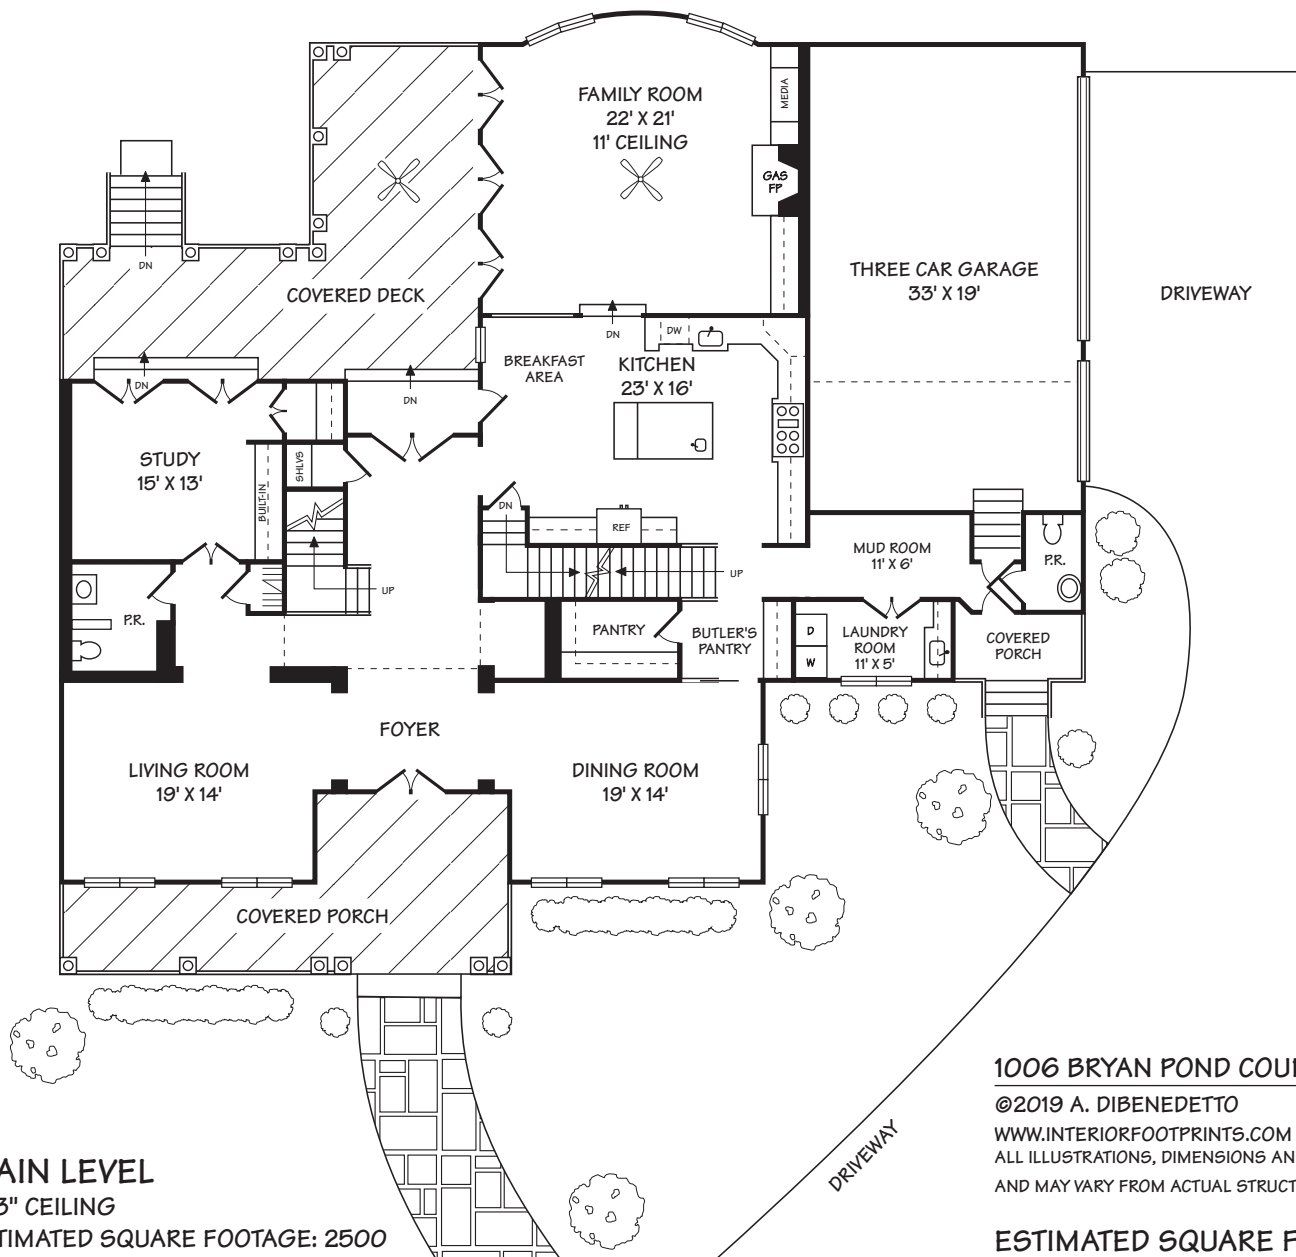 FAMILY ROOM
22' X 21'
11' CEILING
MEDIA
GAS
FP
DN
COVERED DECK
THREE CAR GARAGE
33' X 19'
DRIVEWAY
DN
DN
DN
DW
BREAKFAST
AREA
KITCHEN
23' X 16'
STUDY
15' X 13'
SHLVS
BUILT-IN
DN
REF
UP
UP
MUD ROOM
11' X 6'
P.R.
P.R.
PANTRY
BUTLER'S
PANTRY
D
W
LAUNDRY
ROOM
11' X 5'
COVERED
PORCH
FOYER
LIVING ROOM
19' X 14'
DINING ROOM
19' X 14'
COVERED PORCH
DRIVEWAY
AIN LEVEL
3" CEILING
TIMATED SQUARE FOOTAGE: 2500
1006 BRYAN POND COU
©2019 A. DIBENEDETTO
WWW.INTERIORFOOTPRINTS.COM
ALL ILLUSTRATIONS, DIMENSIONS AN
AND MAY VARY FROM ACTUAL STRUCT
ESTIMATED SQUARE F